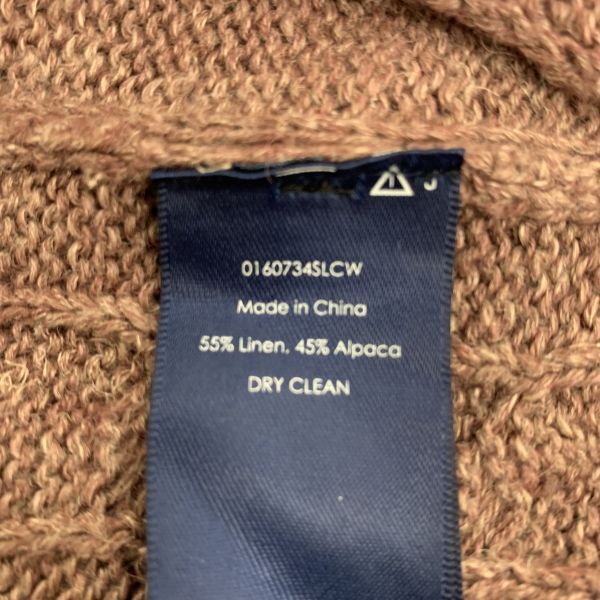 J
0160734SLCW
Made in China
55% Linen, 45% Alpaca
DRY CLEAN